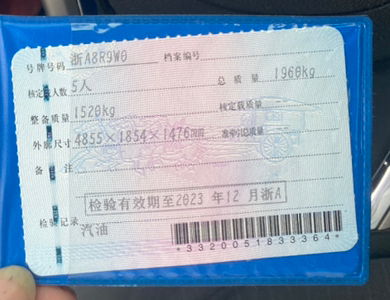 号牌号码 浙A8R9W0 档案编号
核定载人数 5人 总质量 1960kg
整备质量 1520kg 核定载质量 --
外廓尺寸 4855×1854×1476mm 准牵引总质量 --
备注
检验有效期至2023年12月浙A
检验记录
汽油
*3320051833364*